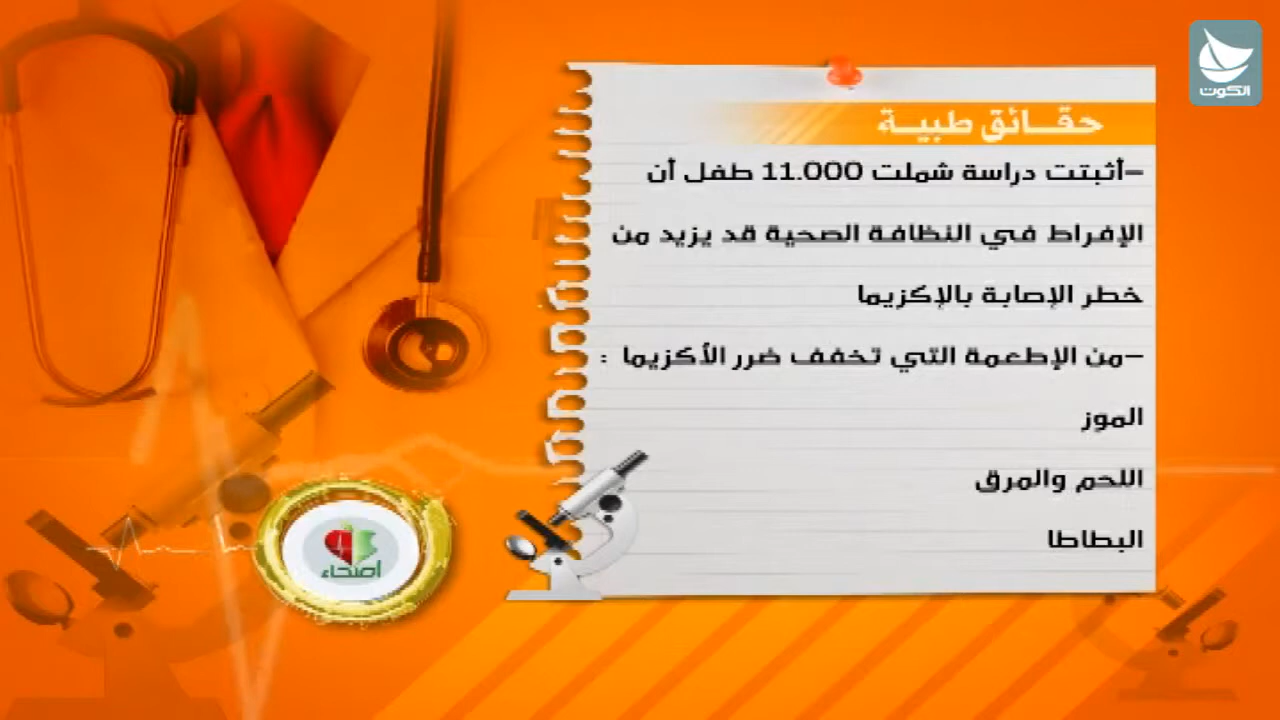 الكوت
حقائق طبية
-أثبتت دراسة شملت 11.000 طفل أن
الإفراط في النظافة الصحية قد يزيد من
خطر الإصابة بالإكزيما
-من الإطعمة التي تخفف ضرر الأكزيما :
الموز
اللحم والمرق
البطاطا
أصحاء